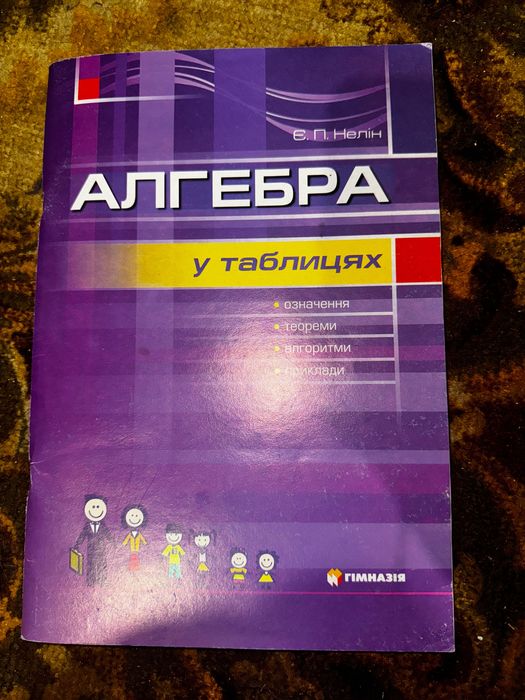 Є. П. Нелін
АЛГЕБРА
у таблицях
• означення
• теореми
• алгоритми
• приклади
ГІМНАЗІЯ